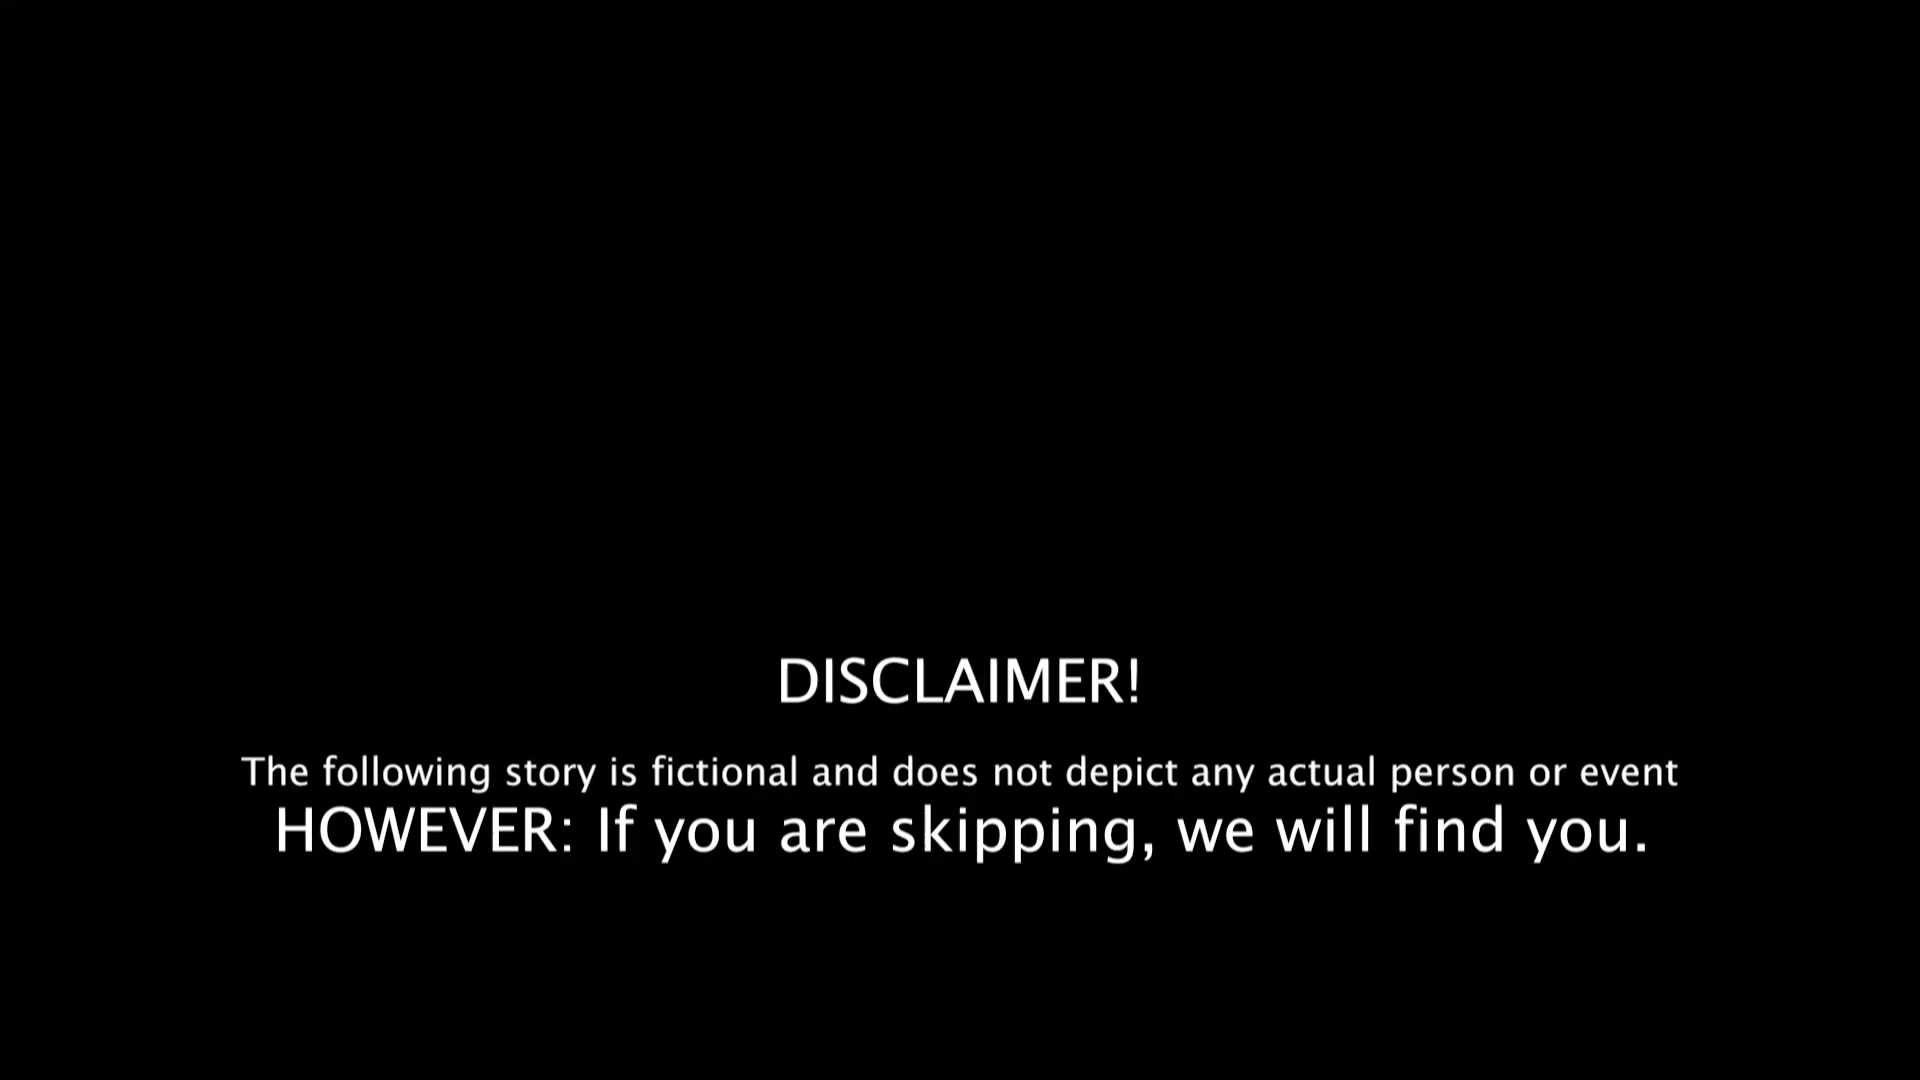 DISCLAIMER!
The following story is fictional and does not depict any actual person or event
HOWEVER: If you are skipping, we will find you.